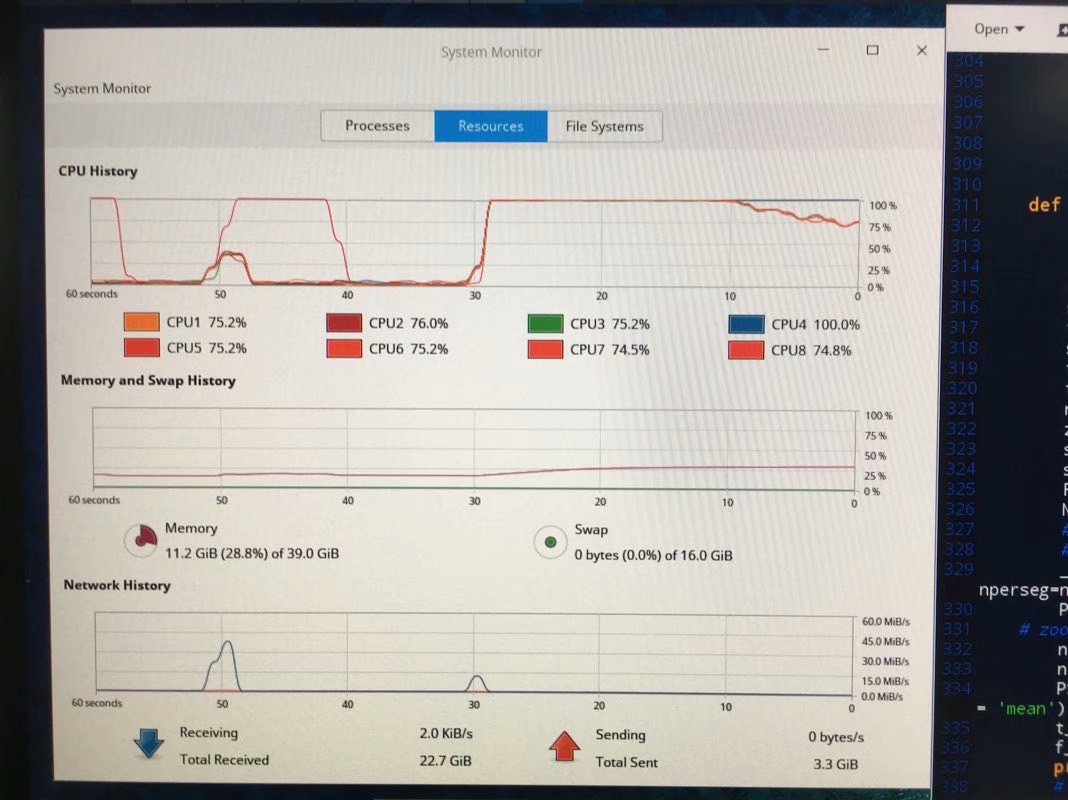 System Monitor
System Monitor
Processes Resources File Systems
CPU History
100 %
75 %
50 %
25 %
0 %
60 seconds 50 40 30 20 10 0
CPU1 75.2% CPU2 76.0% CPU3 75.2% CPU4 100.0%
CPU5 75.2% CPU6 75.2% CPU7 74.5% CPU8 74.8%
Memory and Swap History
100 %
75 %
50 %
25 %
0 %
60 seconds 50 40 30 20 10 0
Memory
11.2 GiB (28.8%) of 39.0 GiB
Swap
0 bytes (0.0%) of 16.0 GiB
Network History
60.0 MiB/s
45.0 MiB/s
30.0 MiB/s
15.0 MiB/s
0.0 MiB/s
60 seconds 50 40 30 20 10 0
Receiving 2.0 KiB/s
Total Received 22.7 GiB
Sending 0 bytes/s
Total Sent 3.3 GiB
Open
304
305
306
307
308
309
310
311 def
312
313
314
315
316
317
318
319
320
321
322
323
324
325
326
327 #
328 #
329
nperseg=n
330
331 # zoo
332
333
334
= 'mean')
335 t_
336 f_
337
338 #